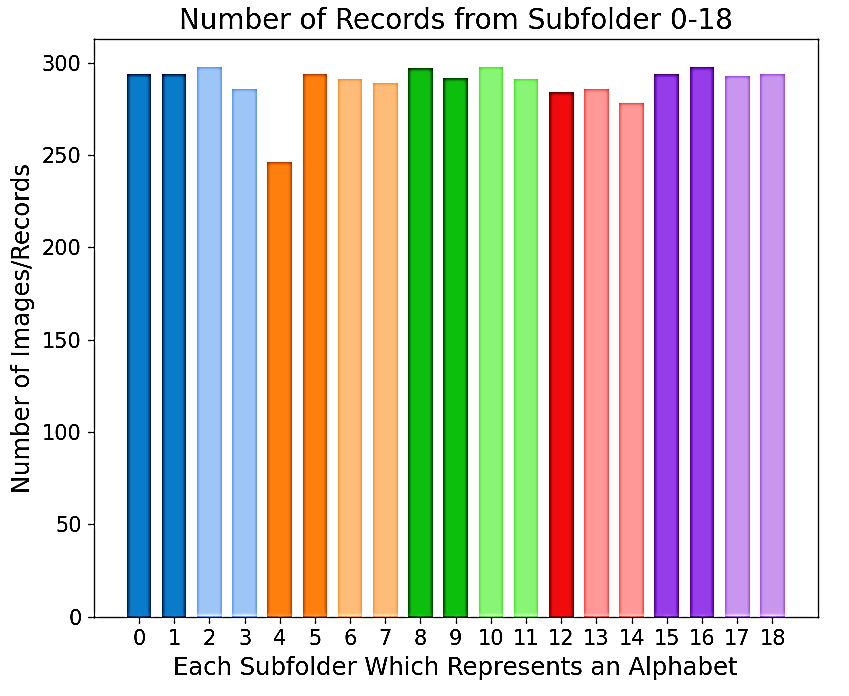 Number of Records from Subfolder 0-18
Number of Images/Records
300
250
200
150
100
50
0
0 1 2 3 4 5 6 7 8 9 10 11 12 13 14 15 16 17 18
Each Subfolder Which Represents an Alphabet